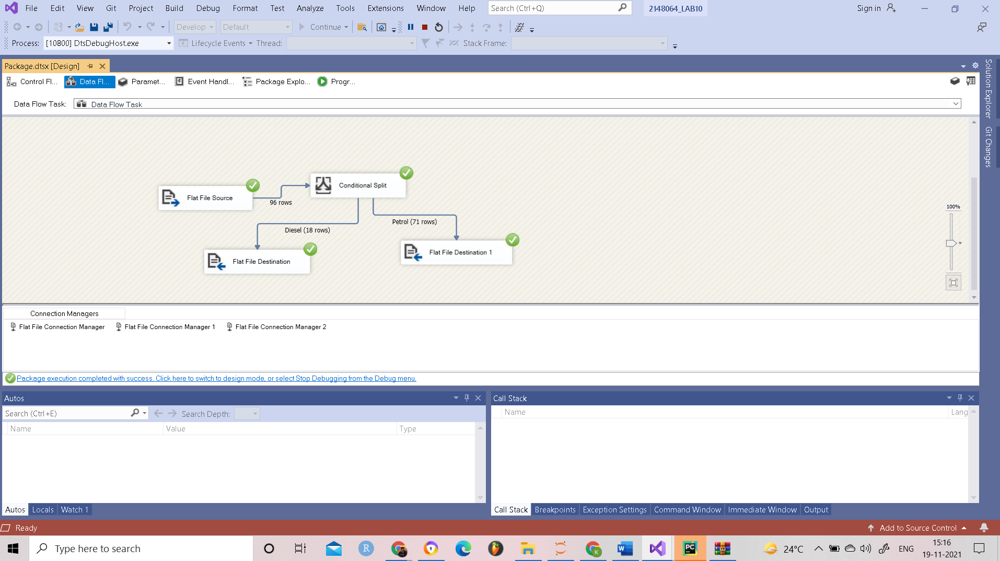 File Edit View Git Project Build Debug Format Test Analyze Tools Extensions Window Help Search (Ctrl+Q) 2148064_LAB10 Sign in
Develop Default Continue
Process: [10800] DtsDebugHost.exe Lifecycle Events Thread: Stack Frame:
Package.dtsx [Design]
Control Fl... Data Fl... Paramet... Event Handl... Package Explo... Progr...
Data Flow Task: Data Flow Task
Solution Explorer
Git Changes
Conditional Split
Flat File Source
96 rows
100%
Petrol (71 rows)
Diesel (18 rows)
Flat File Destination 1
Flat File Destination
Connection Managers
Flat File Connection Manager Flat File Connection Manager 1 Flat File Connection Manager 2
Package execution completed with success. Click here to switch to design mode, or select Stop Debugging from the Debug menu.
Autos
Search (Ctrl+E) Search Depth:
Name Value Type
Autos Locals Watch 1
Call Stack
Name Lang
Call Stack Breakpoints Exception Settings Command Window Immediate Window Output
Ready Add to Source Control
Type here to search R K W PC 24°C ENG 15:16
19-11-2021